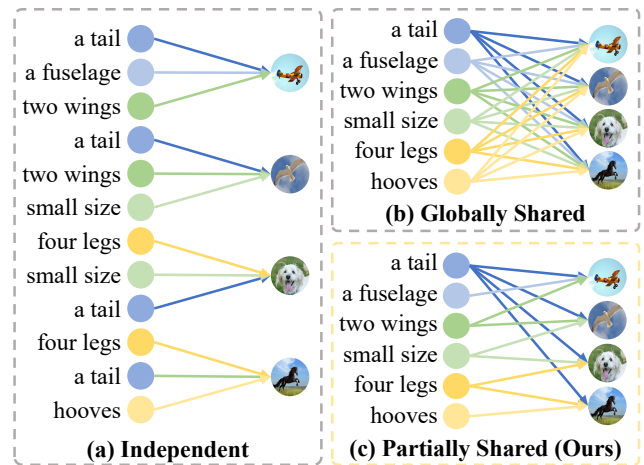 a tail
a fuselage
two wings
a tail
two wings
small size
four legs
small size
a tail
four legs
a tail
hooves
(a) Independent
a tail
a fuselage
two wings
small size
four legs
hooves
(b) Globally Shared
a tail
a fuselage
two wings
small size
four legs
hooves
(c) Partially Shared (Ours)